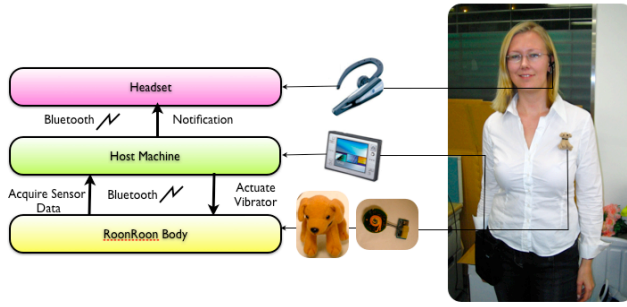 Headset
Bluetooth
Notification
Host Machine
Acquire Sensor
Data
Bluetooth
Actuate
Vibrator
RoonRoon Body